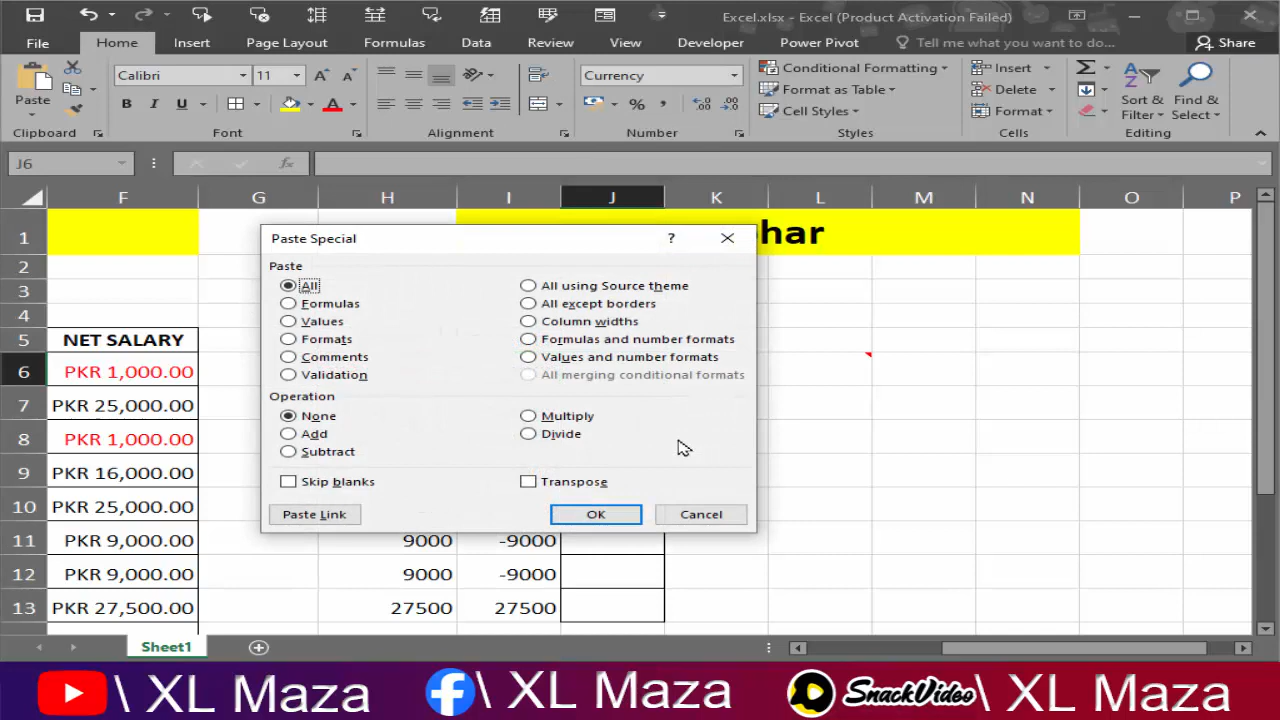 Excel.xlsx - Excel (Product Activation Failed)
File Home Insert Page Layout Formulas Data Review View Developer Power Pivot Tell me what you want to do... Share
Calibri 11 Currency Conditional Formatting Insert
Format as Table Delete
Paste B I U % Cell Styles Format Sort & Filter Find & Select
Clipboard Font Alignment Number Styles Cells Editing
J6 fx
F G H I J K L M N O P
1 har
2
3
4
5 NET SALARY
6 PKR 1,000.00
7 PKR 25,000.00
8 PKR 1,000.00
9 PKR 16,000.00
10 PKR 25,000.00
11 PKR 9,000.00 9000 -9000
12 PKR 9,000.00 9000 -9000
13 PKR 27,500.00 27500 27500
Paste Special ?
Paste
All All using Source theme
Formulas All except borders
Values Column widths
Formats Formulas and number formats
Comments Values and number formats
Validation All merging conditional formats
Operation
None Multiply
Add Divide
Subtract
Skip blanks Transpose
Paste Link OK Cancel
Sheet1
\ XL Maza f \ XL Maza SnackVideo \ XL Maza